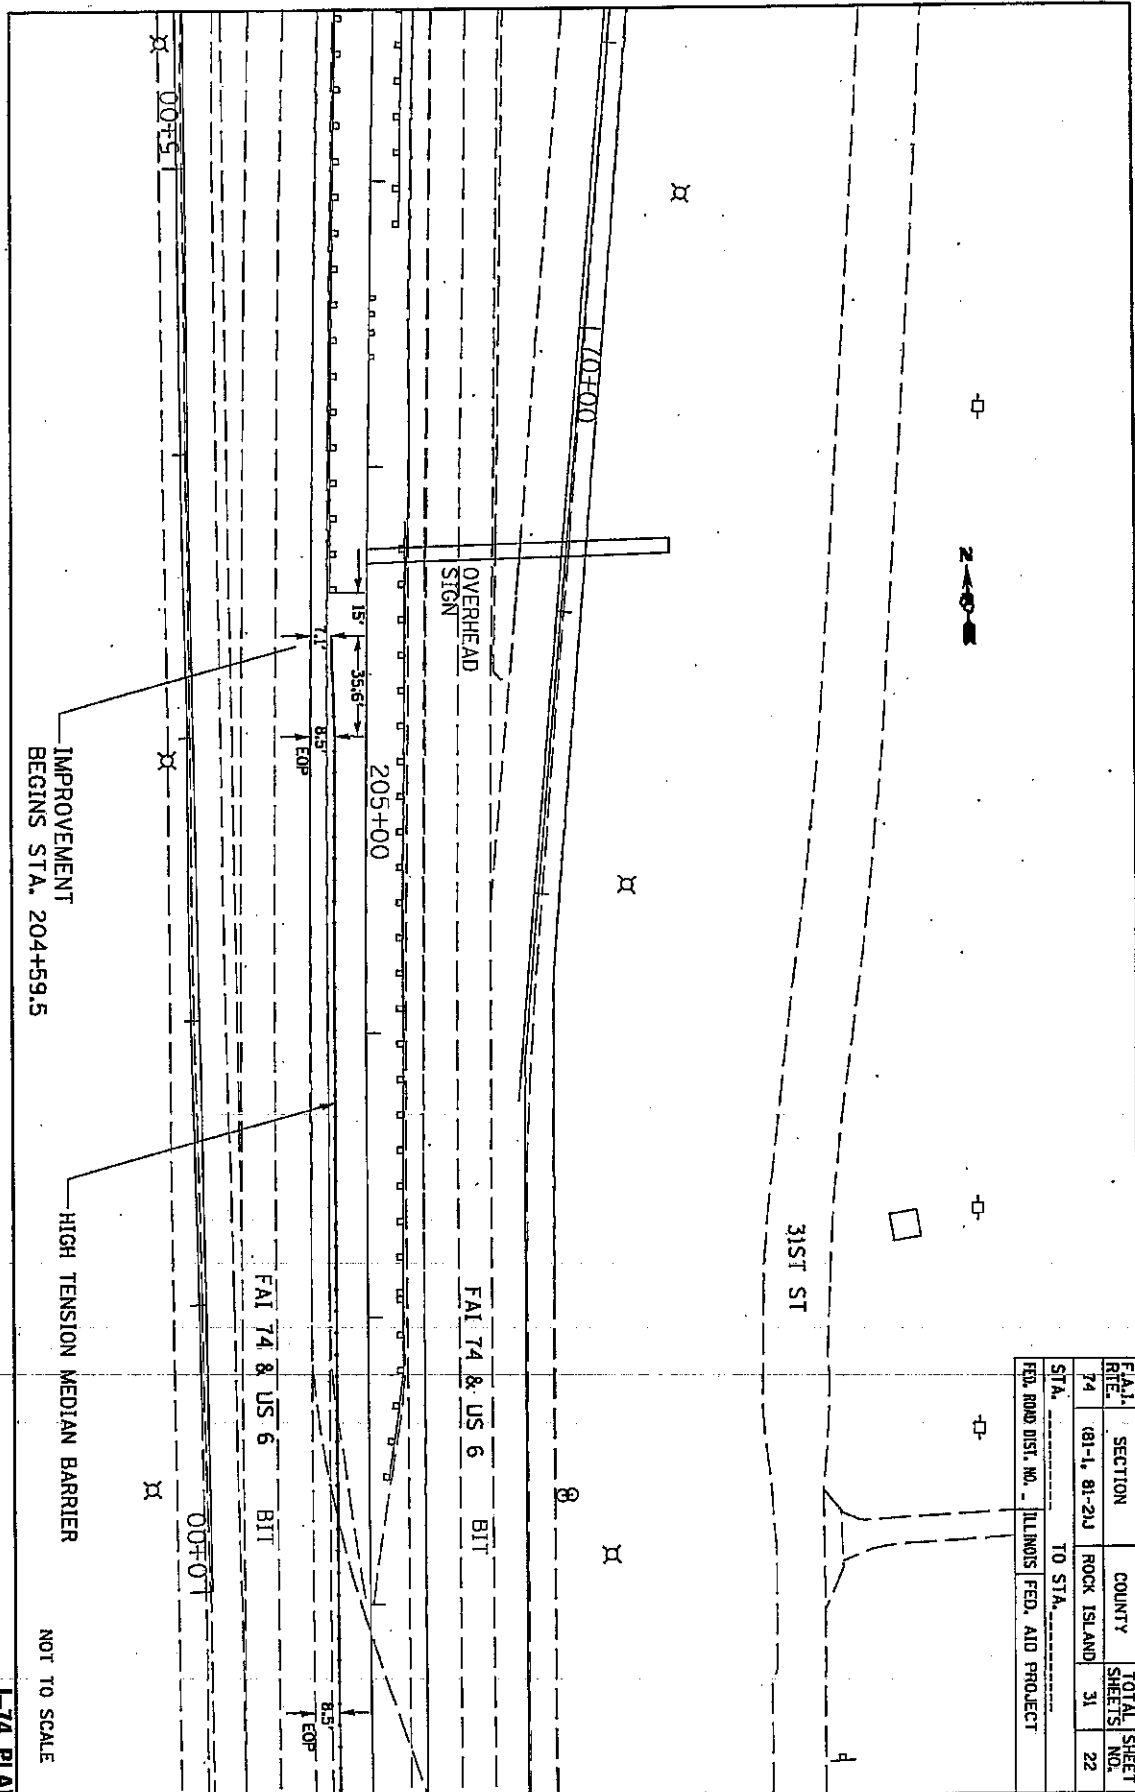 F.A.I. RTE. SECTION COUNTY TOTAL SHEETS SHEET NO.
74 (81-1, 81-2)J ROCK ISLAND 31 22
STA. TO STA.
FED. ROAD DIST. NO. ILLINOIS FED. AID PROJECT
N
31ST ST
170+00
OVERHEAD
SIGN
FAI 74 & US 6 BIT
205+00
15'
35.6'
7.1'
8.5'
EOP
8.5'
EOP
FAI 74 & US 6 BIT
15+00
10+00
IMPROVEMENT
BEGINS STA. 204+59.5
HIGH TENSION MEDIAN BARRIER
NOT TO SCALE